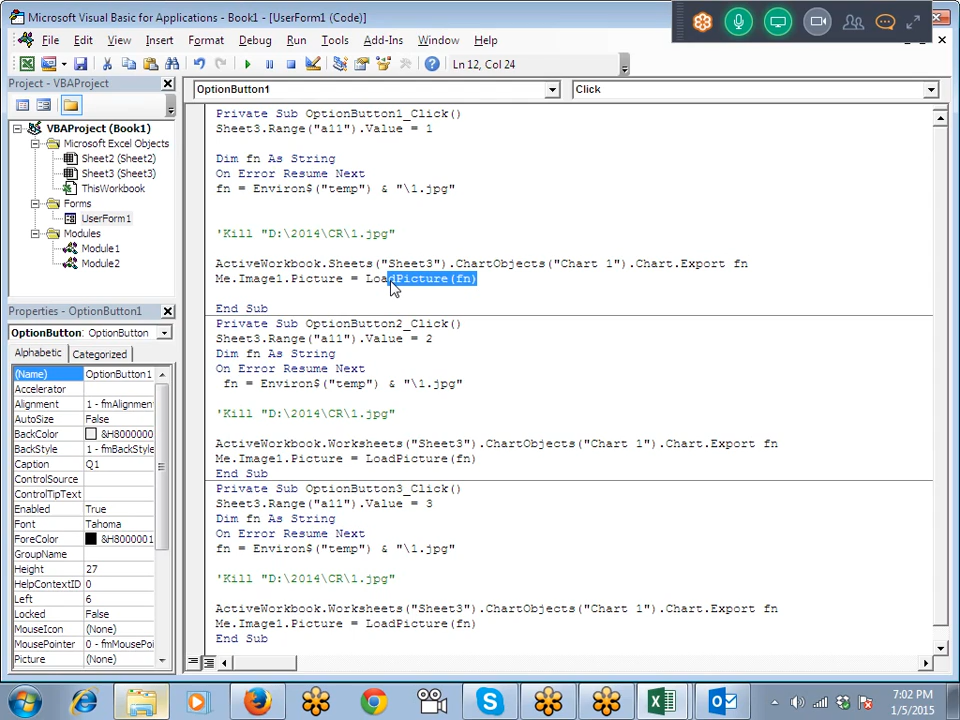 Microsoft Visual Basic for Applications - Book1 - [UserForm1 (Code)]
File Edit View Insert Format Debug Run Tools Add-Ins Window Help
Ln 12, Col 24
Project - VBAProject
OptionButton1
Click
VBAProject (Book1)
Microsoft Excel Objects
Sheet2 (Sheet2)
Sheet3 (Sheet3)
ThisWorkbook
Forms
UserForm1
Modules
Module1
Module2
Properties - OptionButton1
OptionButton: OptionButton
Alphabetic Categorized
(Name) OptionButton1
Accelerator
Alignment 1 - fmAlignmen
AutoSize False
BackColor &H8000000
BackStyle 1 - fmBackStyle
Caption Q1
ControlSource
ControlTipText
Enabled True
Font Tahoma
ForeColor &H8000001
GroupName
Height 27
HelpContextID 0
Left 6
Locked False
MouseIcon (None)
MousePointer 0 - fmMousePoi
Picture (None)
Private Sub OptionButton1_Click()
Sheet3.Range("all").Value = 1
Dim fn As String
On Error Resume Next
fn = Environ$("temp") & "\1.jpg"
'Kill "D:\2014\CR\1.jpg"
ActiveWorkbook.Sheets("Sheet3").ChartObjects("Chart 1").Chart.Export fn
Me.Image1.Picture = LoadPicture(fn)
End Sub
Private Sub OptionButton2_Click()
Sheet3.Range("all").Value = 2
Dim fn As String
On Error Resume Next
fn = Environ$("temp") & "\1.jpg"
'Kill "D:\2014\CR\1.jpg"
ActiveWorkbook.Worksheets("Sheet3").ChartObjects("Chart 1").Chart.Export fn
Me.Image1.Picture = LoadPicture(fn)
End Sub
Private Sub OptionButton3_Click()
Sheet3.Range("all").Value = 3
Dim fn As String
On Error Resume Next
fn = Environ$("temp") & "\1.jpg"
'Kill "D:\2014\CR\1.jpg"
ActiveWorkbook.Worksheets("Sheet3").ChartObjects("Chart 1").Chart.Export fn
Me.Image1.Picture = LoadPicture(fn)
End Sub
7:02 PM
1/5/2015